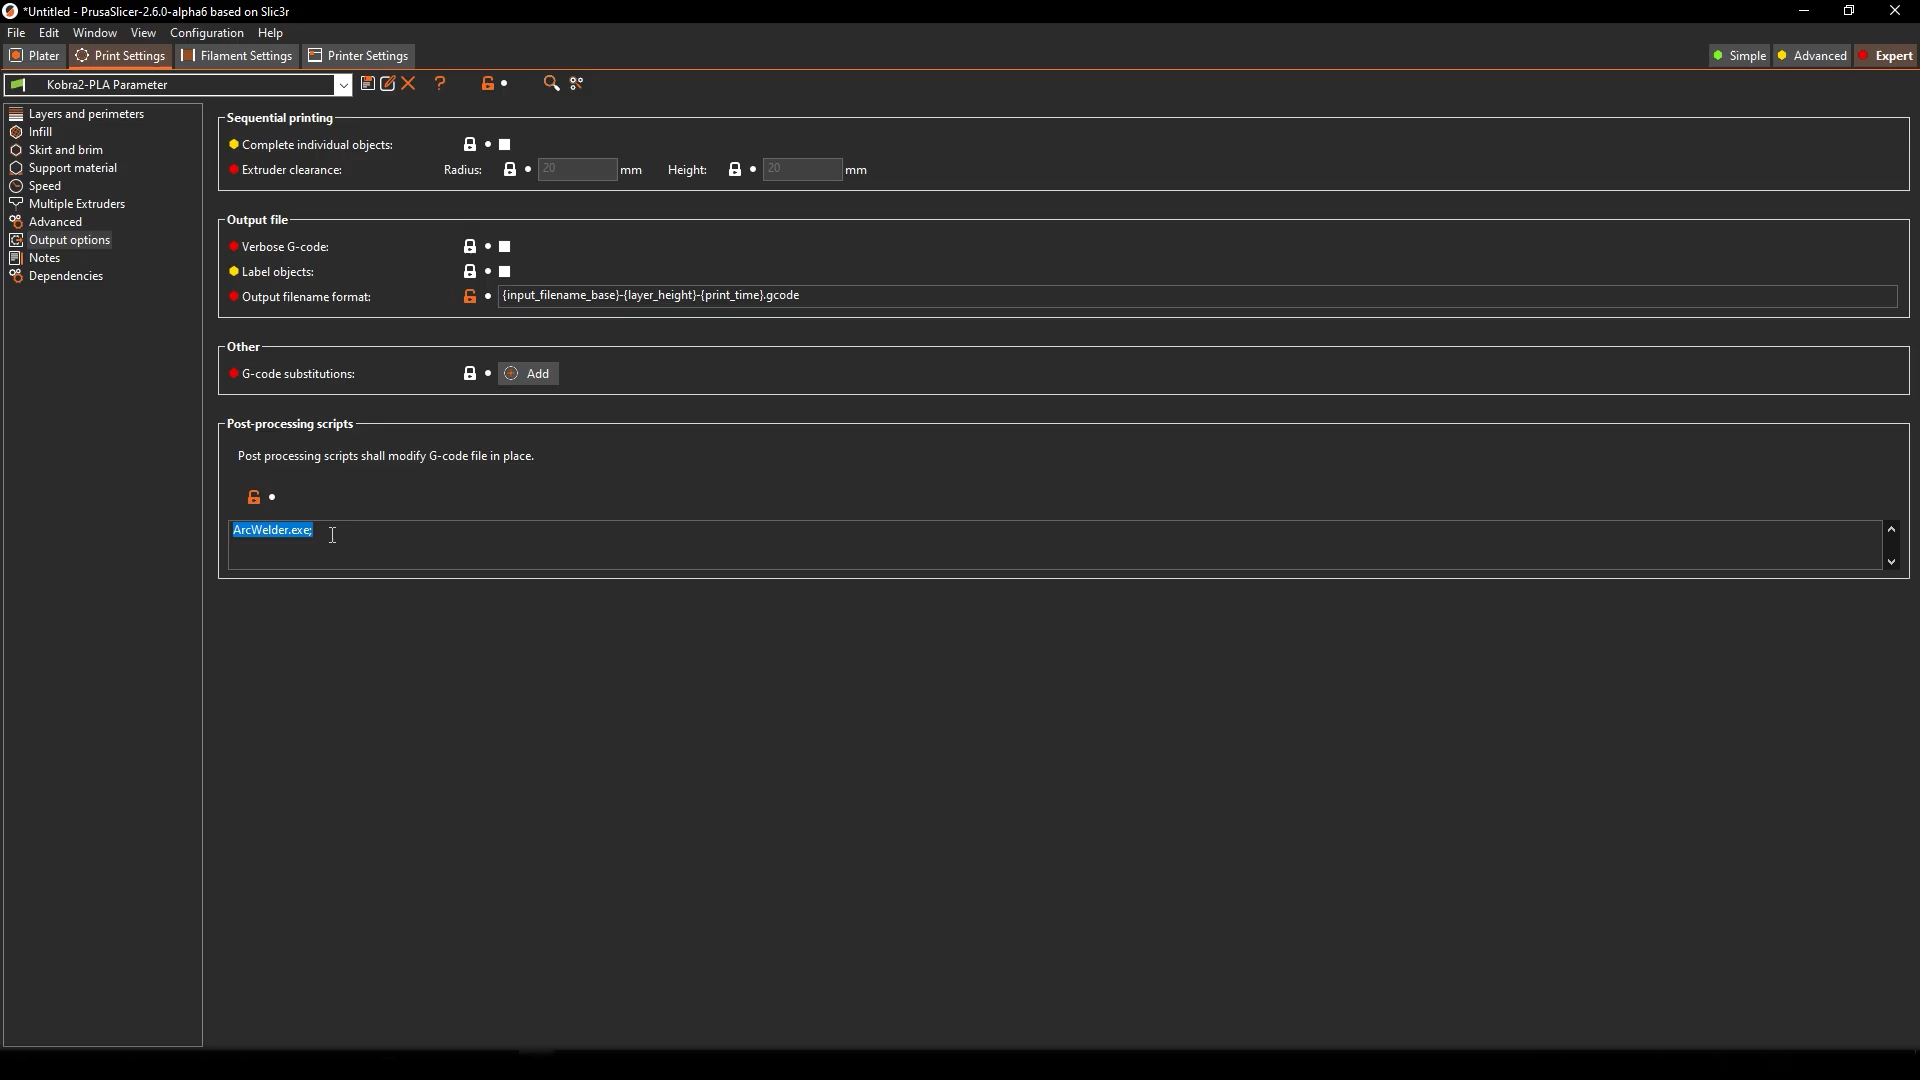 *Untitled - PrusaSlicer-2.6.0-alpha6 based on Slic3r
File Edit Window View Configuration Help
Plater Print Settings Filament Settings Printer Settings Simple Advanced Expert
Kobra2-PLA Parameter ?
Layers and perimeters
Infill
Skirt and brim
Support material
Speed
Multiple Extruders
Advanced
Output options
Notes
Dependencies
Sequential printing
Complete individual objects:
Extruder clearance: Radius: 20 mm Height: 20 mm
Output file
Verbose G-code:
Label objects:
Output filename format: {input_filename_base}-{layer_height}-{print_time}.gcode
Other
G-code substitutions: Add
Post-processing scripts
Post processing scripts shall modify G-code file in place.
ArcWelder.exe;